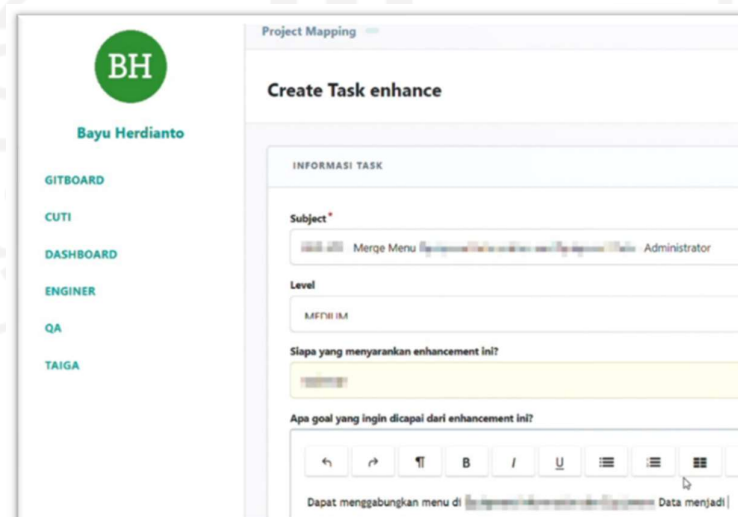 Project Mapping
BH
Create Task enhance
Bayu Herdianto
INFORMASI TASK
GITBOARD
CUTI
DASHBOARD
ENGINER
QA
TAIGA
Subject*
Merge Menu Administrator
Level
MEDIUM
Siapa yang menyarankan enhancement ini?
Apa goal yang ingin dicapai dari enhancement ini?
B I U
Dapat menggabungkan menu di Data menjadi